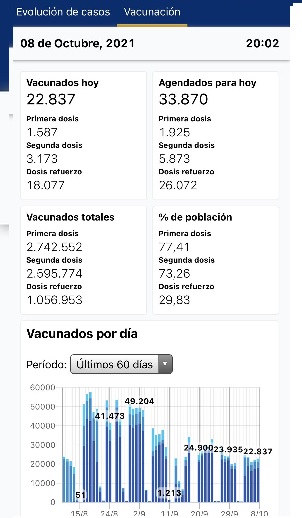 Evolución de casos Vacunación
08 de Octubre, 2021 20:02
Vacunados hoy
22.837
Primera dosis
1.587
Segunda dosis
3.173
Dosis refuerzo
18.077
Agendados para hoy
33.870
Primera dosis
1.925
Segunda dosis
5.873
Dosis refuerzo
26.072
Vacunados totales
Primera dosis
2.742.552
Segunda dosis
2.595.774
Dosis refuerzo
1.056.953
% de población
Primera dosis
77,41
Segunda dosis
73,26
Dosis refuerzo
29,83
Vacunados por día
Período: Últimos 60 días
60000
50000
40000
30000
20000
10000
0
51
41.473
49.204
1.213
24.900
23.935
22.837
15/8 24/8 2/9 11/9 20/9 29/9 8/10